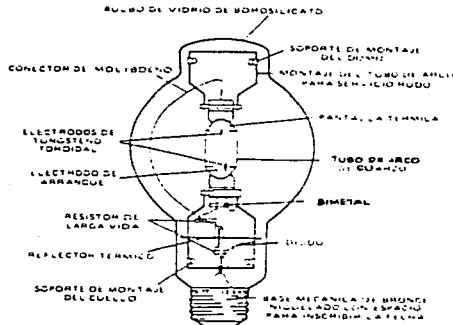 BULBO DE VIDRIO DE BOROSILICATO
SOPORTE DE MONTAJE
DEL DOMO
CONECTOR DE MOLIBDENO
MONTAJE DEL TUBO DE ARCO
PARA SERVICIO RUDO
PANTALLA TERMICA
ELECTRODOS DE
TUNGSTENO
TOROIDAL
TUBO DE ARCO
DE CUARZO
ELECTRODO DE
ARRANQUE
BIMETAL
RESISTOR DE
LARGA VIDA
DIODO
REFLECTOR TERMICO
SOPORTE DE MONTAJE
DEL CUELLO
BASE MECANICA DE BRONCE
NIQUELADO CON ESPACIO
PARA INSCRIBIR LA FECHA